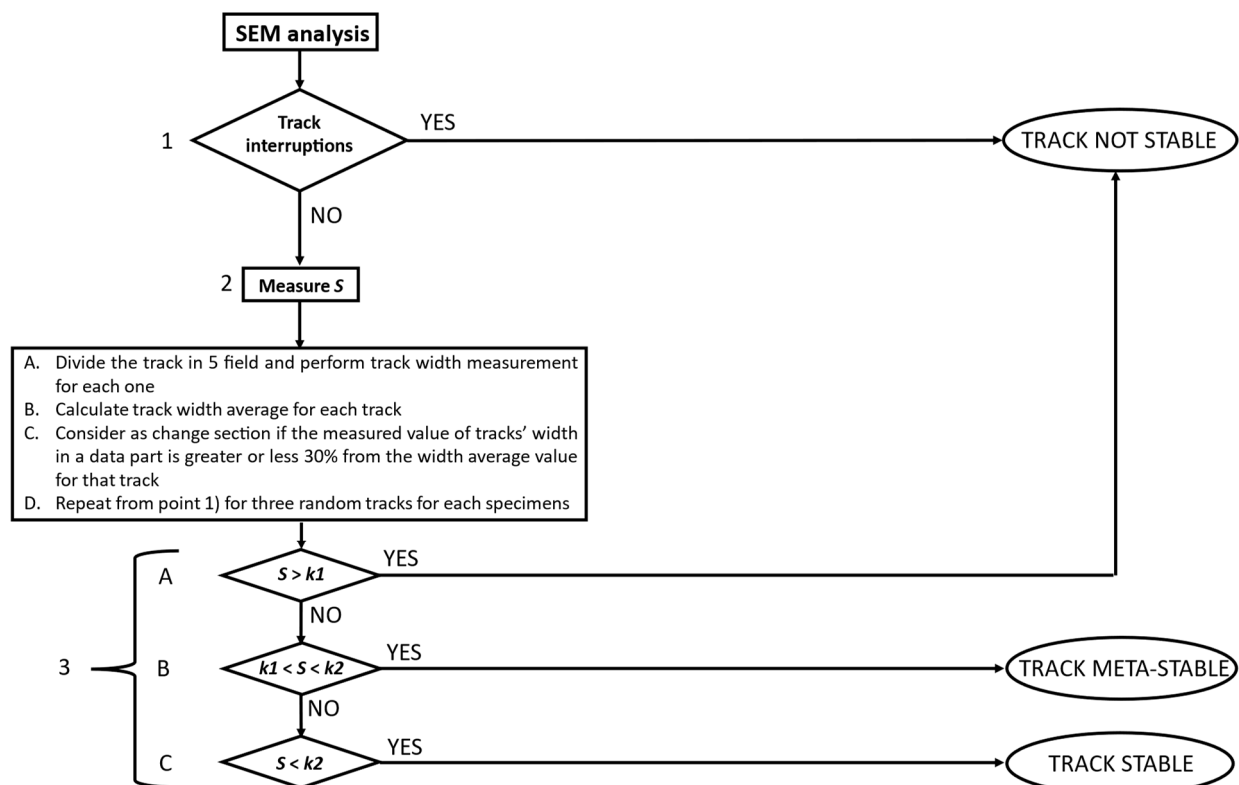 SEM analysis
1
Track
interruptions
YES
TRACK NOT STABLE
NO
2
Measure S
A. Divide the track in 5 field and perform track width measurement
for each one
B. Calculate track width average for each track
C. Consider as change section if the measured value of tracks' width
in a data part is greater or less 30% from the width average value
for that track
D. Repeat from point 1) for three random tracks for each specimens
3
A
S > k1
YES
NO
B
k1 < S < k2
YES
TRACK META-STABLE
NO
C
S < k2
YES
TRACK STABLE